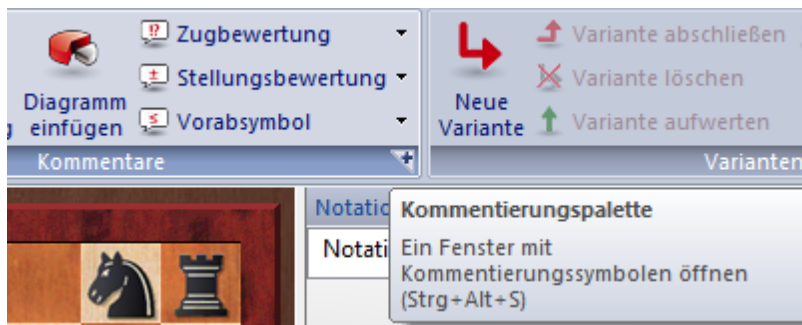 Zugbewertung
Stellungsbewertung
Vorabsymbol
Diagramm
einfügen
Kommentare
Neue
Variante
Variante abschließen
Variante löschen
Variante aufwerten
Varianten
Notati
Kommentierungspalette
Ein Fenster mit
Kommentierungssymbolen öffnen
(Strg+Alt+S)